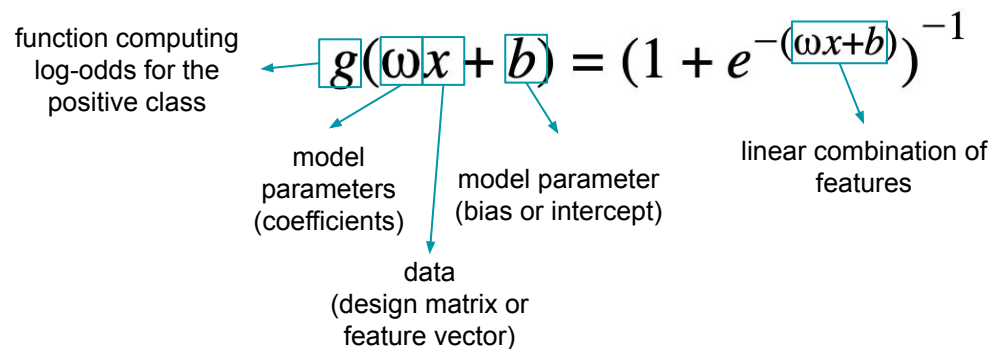 function computing
log-odds for the
positive class
g(ωx + b) = (1 + e^{-(ωx+b)})^{-1}
model
parameters
(coefficients)
model parameter
(bias or intercept)
linear combination of
features
data
(design matrix or
feature vector)